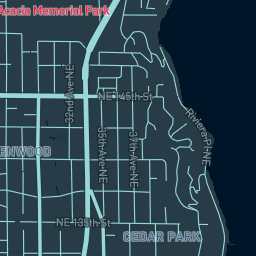 Acacia Memorial Park
32nd Ave NE
NE 145th St
35th Ave NE
37th Ave NE
Riviera Pl NE
ENWOOD
NE 135th St
CEDAR PARK